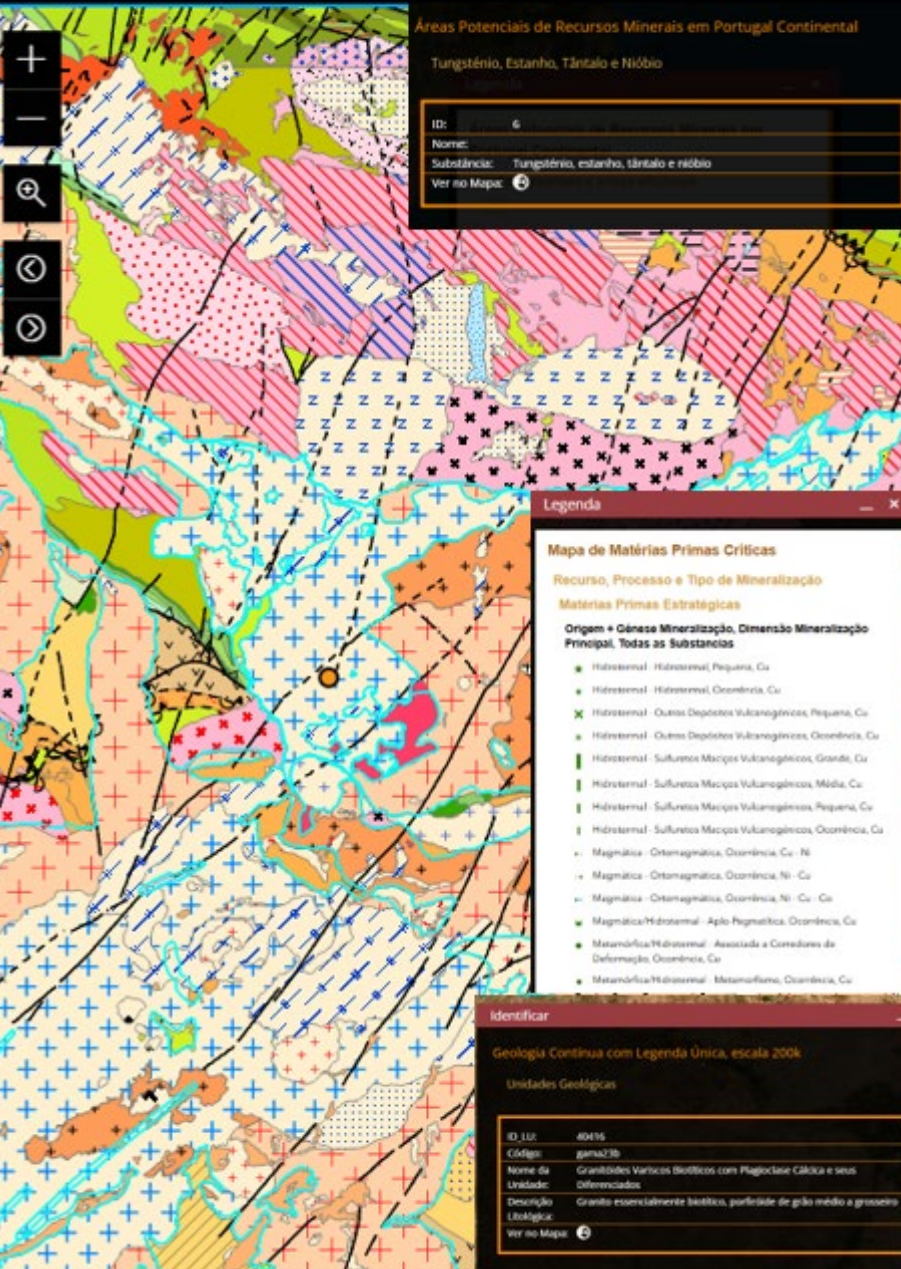 Áreas Potenciais de Recursos Minerais em Portugal Continental
Tungsténio, Estanho, Tântalo e Nióbio
ID: 6
Nome:
Substância: Tungsténio, estanho, tântalo e nióbio
Ver no Mapa:
Legenda
Mapa de Matérias Primas Críticas
Recurso, Processo e Tipo de Mineralização
Matérias Primas Estratégicas
Origem + Génese Mineralização, Dimensão Mineralização
Principal, Todas as Substancias
Hidrotermal - Hidrotermal, Pequena, Cu
Hidrotermal - Hidrotermal, Ocorrência, Cu
Hidrotermal - Outros Depósitos Vulcanogénicos, Pequena, Cu
Hidrotermal - Outros Depósitos Vulcanogénicos, Ocorrência, Cu
Hidrotermal - Sulfuretos Maciços Vulcanogénicos, Grande, Cu
Hidrotermal - Sulfuretos Maciços Vulcanogénicos, Média, Cu
Hidrotermal - Sulfuretos Maciços Vulcanogénicos, Pequena, Cu
Hidrotermal - Sulfuretos Maciços Vulcanogénicos, Ocorrência, Cu
Magmática - Ortomagmática, Ocorrência, Cu - Ni
Magmática - Ortomagmática, Ocorrência, Ni - Cu
Magmática - Ortomagmática, Ocorrência, Ni - Cu - Co
Magmática/Hidrotermal - Aplo-Pegmatítica, Ocorrência, Cu
Metamórfica/Hidrotermal - Associada a Corredores de
Deformação, Ocorrência, Cu
Metamórfica/Hidrotermal - Metamorfismo, Ocorrência, Cu
Identificar
Geologia Contínua com Legenda Única, escala 200k
Unidades Geológicas
ID_LU: 40416
Código: gama23b
Nome da Granitóides Variscos Biotíticos com Plagioclase Cálcica e seus
Unidade: Diferenciados
Descrição Granito essencialmente biotítico, porfiróide de grão médio a grosseiro
Litológica:
Ver no Mapa: